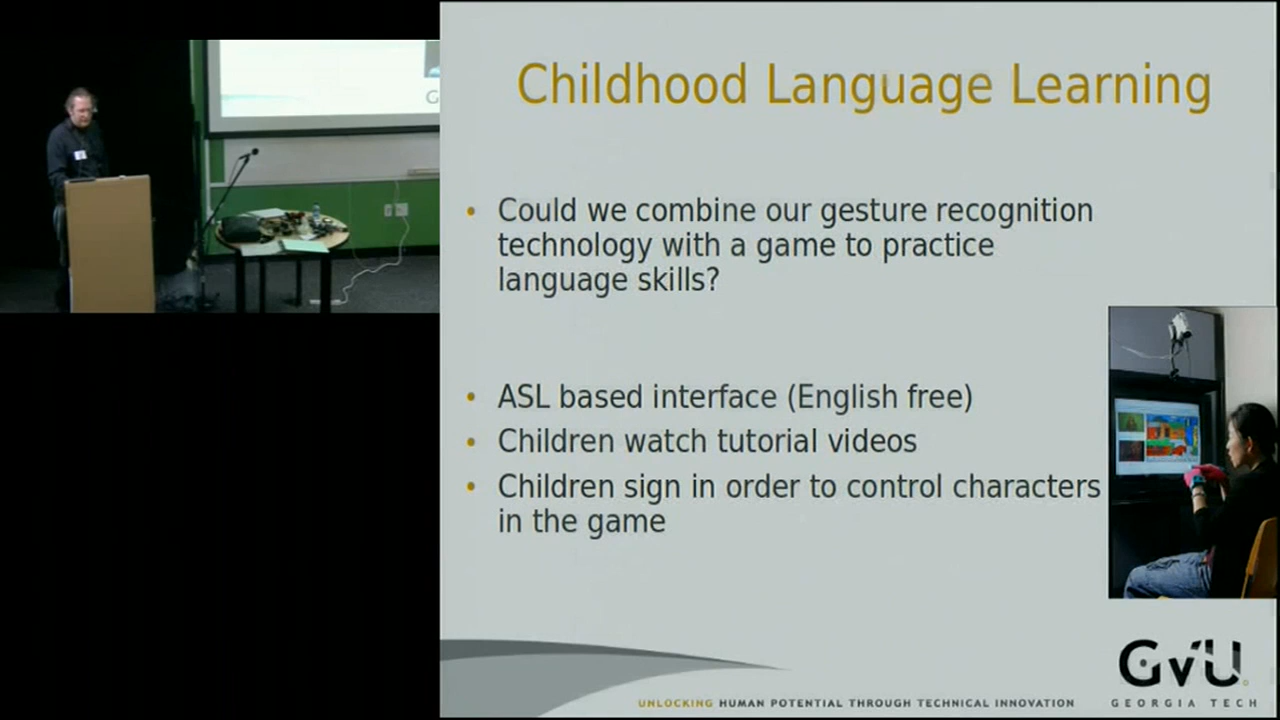 Childhood Language Learning
• Could we combine our gesture recognition
technology with a game to practice
language skills?
• ASL based interface (English free)
• Children watch tutorial videos
• Children sign in order to control characters
in the game
GVU
GEORGIA TECH
UNLOCKING HUMAN POTENTIAL THROUGH TECHNICAL INNOVATION